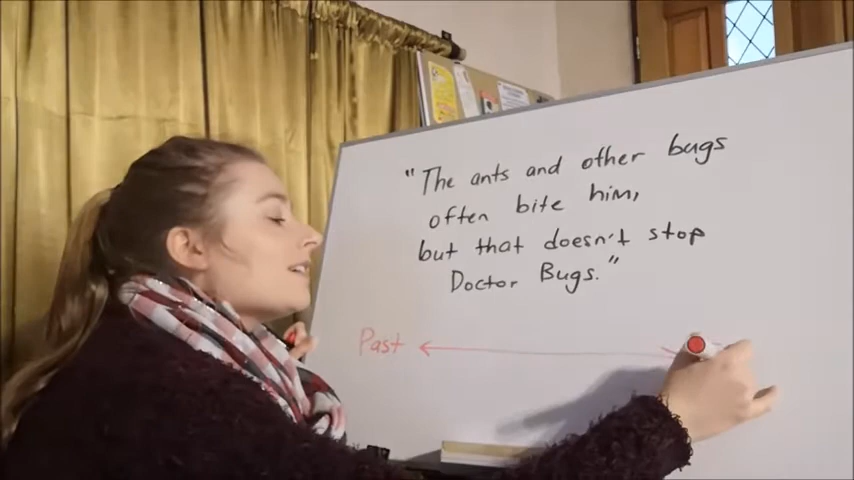 "The ants and other bugs
often bite him,
but that doesn't stop
Doctor Bugs."
Past